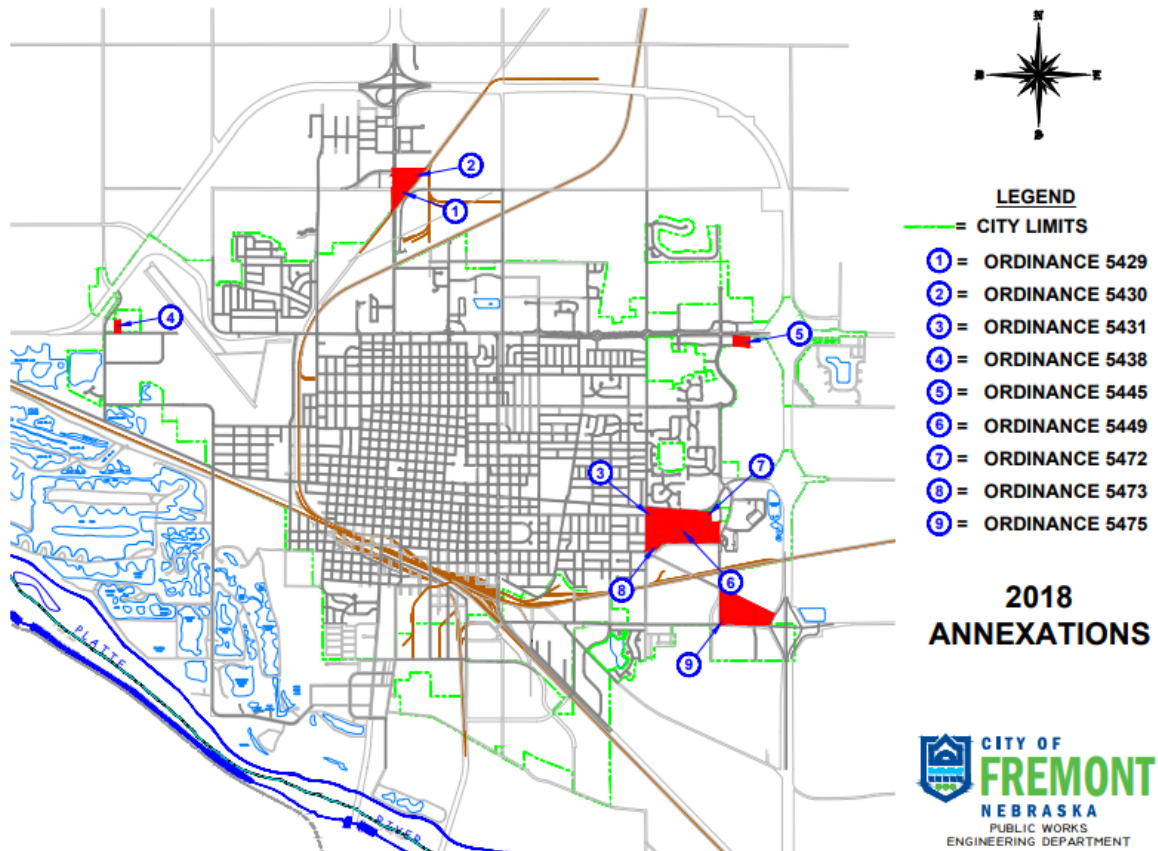 N
E
S
LEGEND
= CITY LIMITS
1 = ORDINANCE 5429
2 = ORDINANCE 5430
3 = ORDINANCE 5431
4 = ORDINANCE 5438
5 = ORDINANCE 5445
6 = ORDINANCE 5449
7 = ORDINANCE 5472
8 = ORDINANCE 5473
9 = ORDINANCE 5475
2018
ANNEXATIONS
2
1
4
5
3
7
8
6
9
PLATTE
RIVER
CITY OF
FREMONT
NEBRASKA
PUBLIC WORKS
ENGINEERING DEPARTMENT